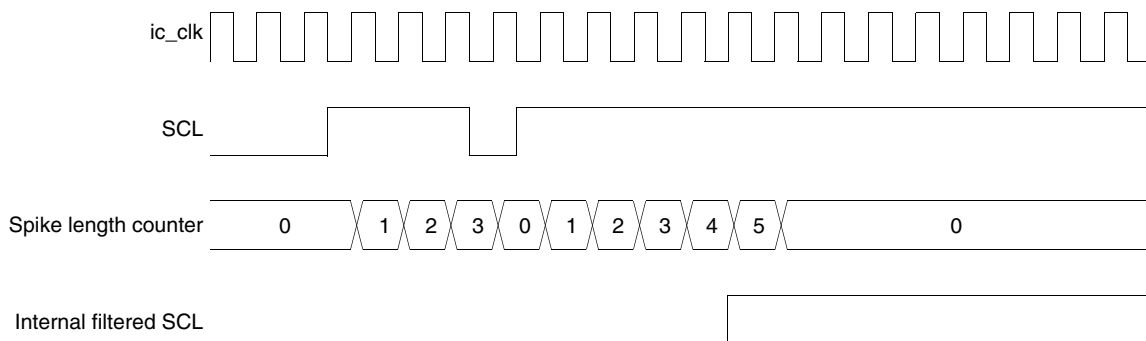 ic_clk
SCL
Spike length counter 0 1 2 3 0 1 2 3 4 5 0
Internal filtered SCL